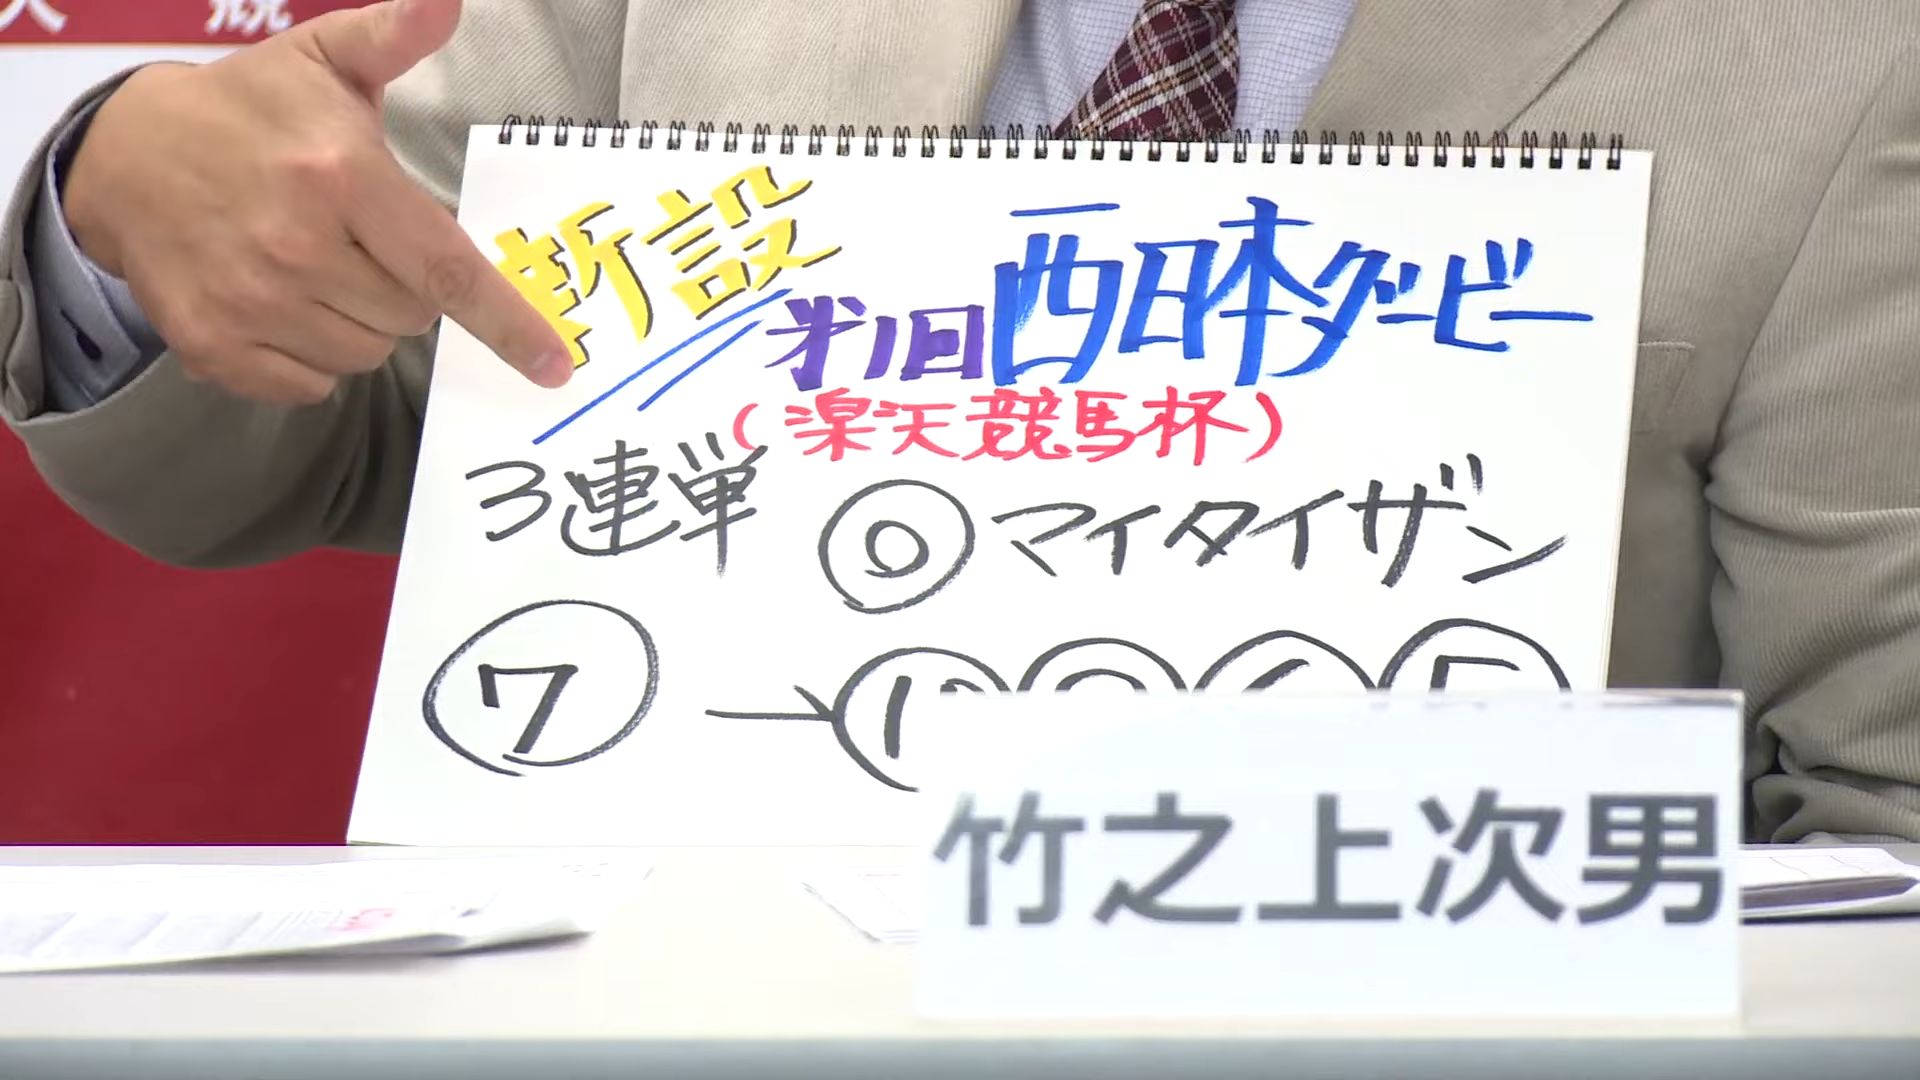 新設
第1回 西日本ダービー
(楽天競馬杯)
3連単 ◎マイタイザン
⑦ →
竹之上次男